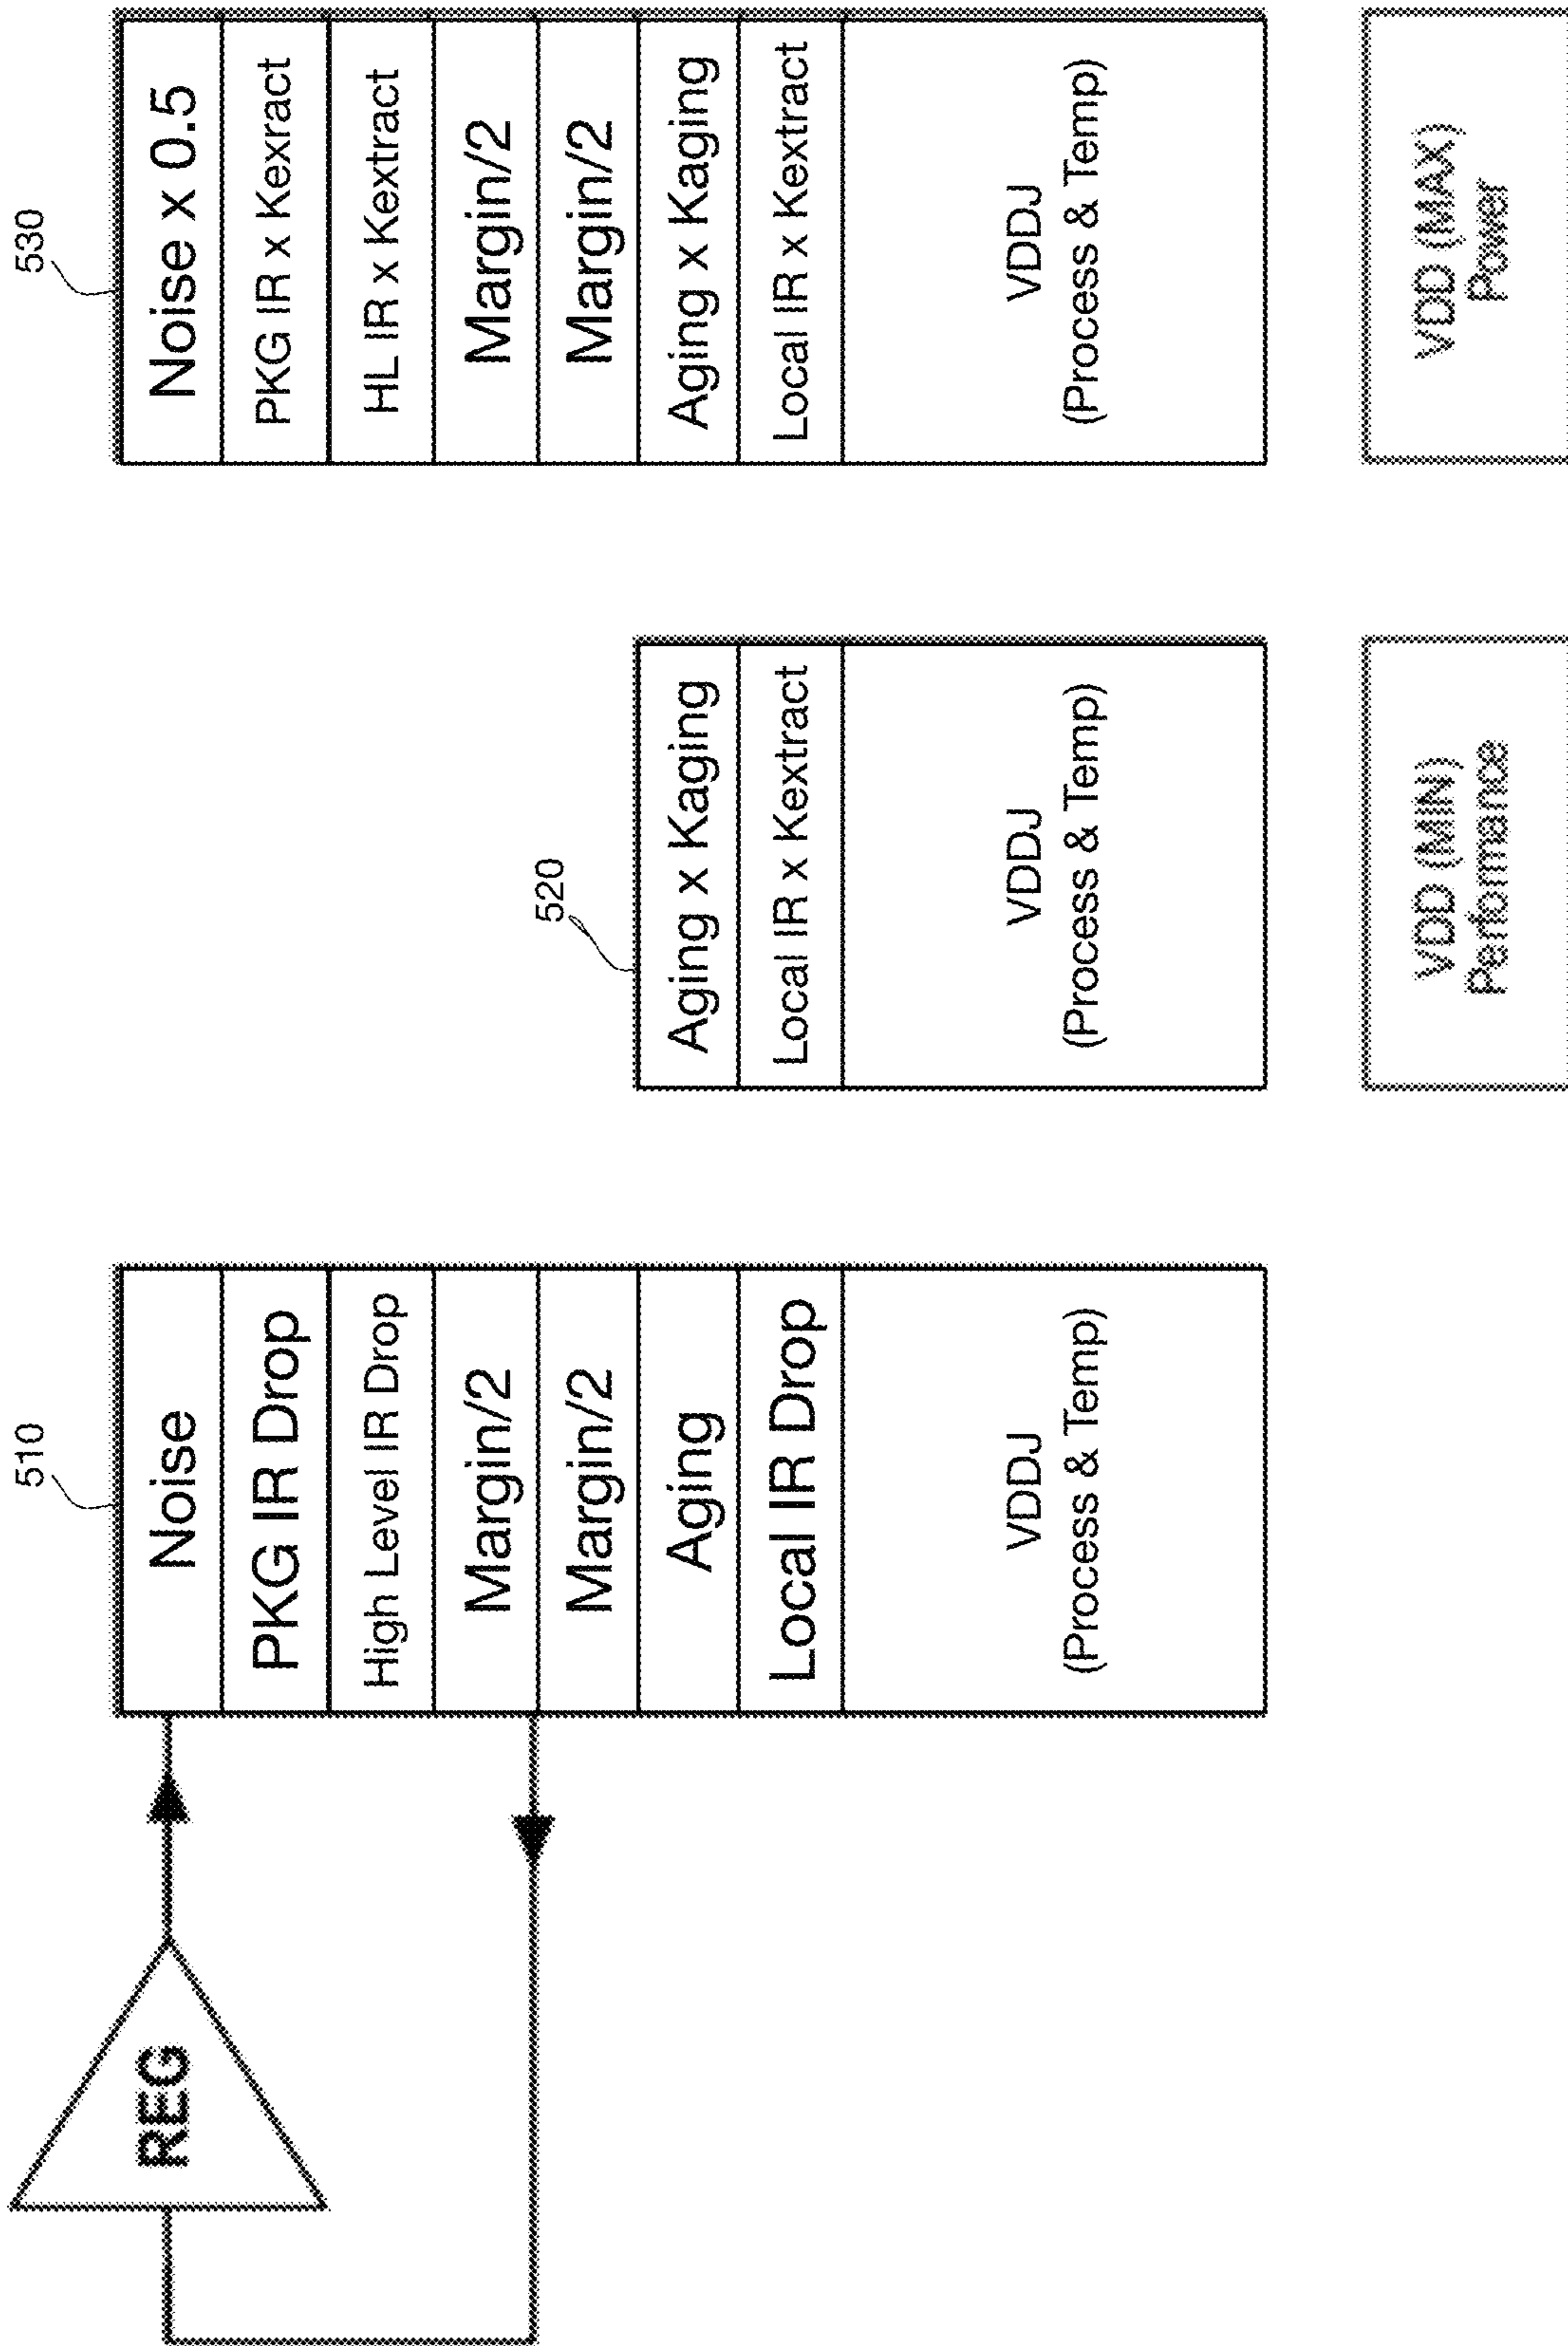 REG
510
Noise
PKG IR Drop
High Level IR Drop
Margin/2
Margin/2
Aging
Local IR Drop
VDDJ
(Process & Temp)
520
Aging x Kaging
Local IR x Kextract
VDDJ
(Process & Temp)
VDD (MIN)
Performance
530
Noise x 0.5
PKG IR x Kexract
HL IR x Kextract
Margin/2
Margin/2
Aging x Kaging
Local IR x Kextract
VDDJ
(Process & Temp)
VDD (MAX)
Power